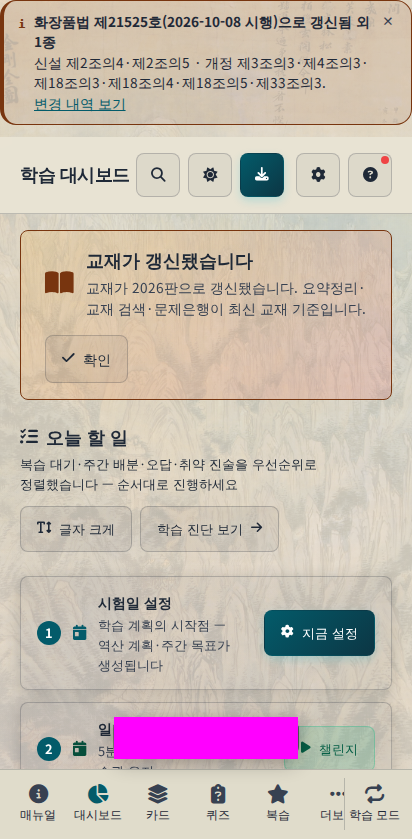 화장품법 제21525호(2026-10-08 시행)으로 갱신됨 외
1종
신설 제2조의4·제2조의5 · 개정 제3조의3·제4조의3·
제18조의3·제18조의4·제18조의5·제33조의3.
변경 내역 보기
학습 대시보드
교재가 갱신됐습니다
교재가 2026판으로 갱신됐습니다. 요약정리·
교재 검색·문제은행이 최신 교재 기준입니다.
확인
오늘 할 일
복습 대기·주간 배분·오답·취약 진술을 우선순위로
정렬했습니다 — 순서대로 진행하세요
글자 크게
학습 진단 보기 →
1
시험일 설정
학습 계획의 시작점 —
역산 계획·주간 목표가
생성됩니다
지금 설정
2
챌린지
매뉴얼
대시보드
카드
퀴즈
복습
더보
학습 모드